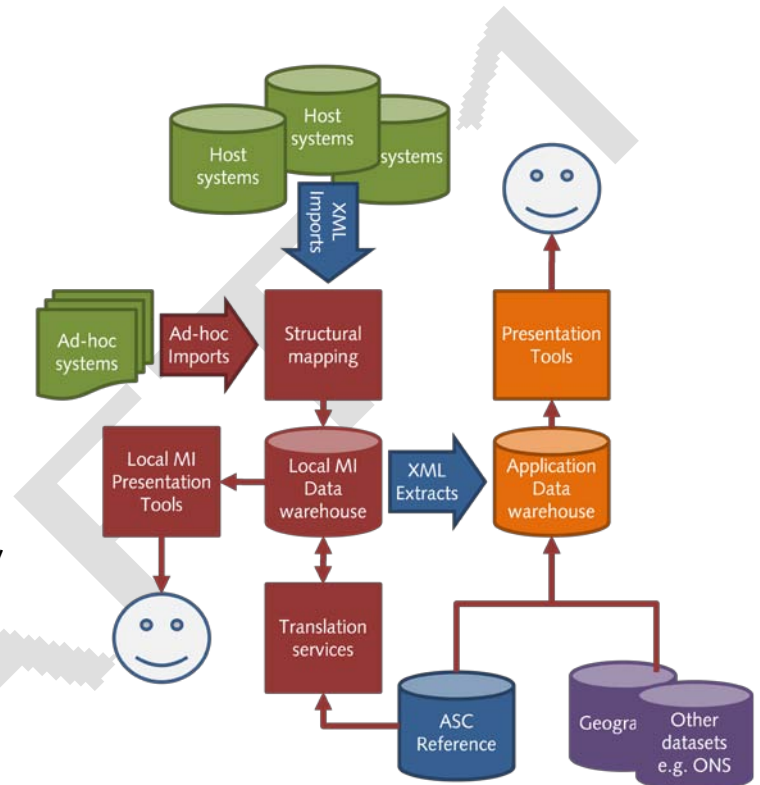 Host
systems
Host
systems
systems
XML
Imports
Ad-hoc
systems
Ad-hoc
Imports
Structural
mapping
Presentation
Tools
Local MI
Presentation
Tools
Local MI
Data
warehouse
XML
Extracts
Application
Data
warehouse
Translation
services
ASC
Reference
Geogra
Other
datasets
e.g. ONS